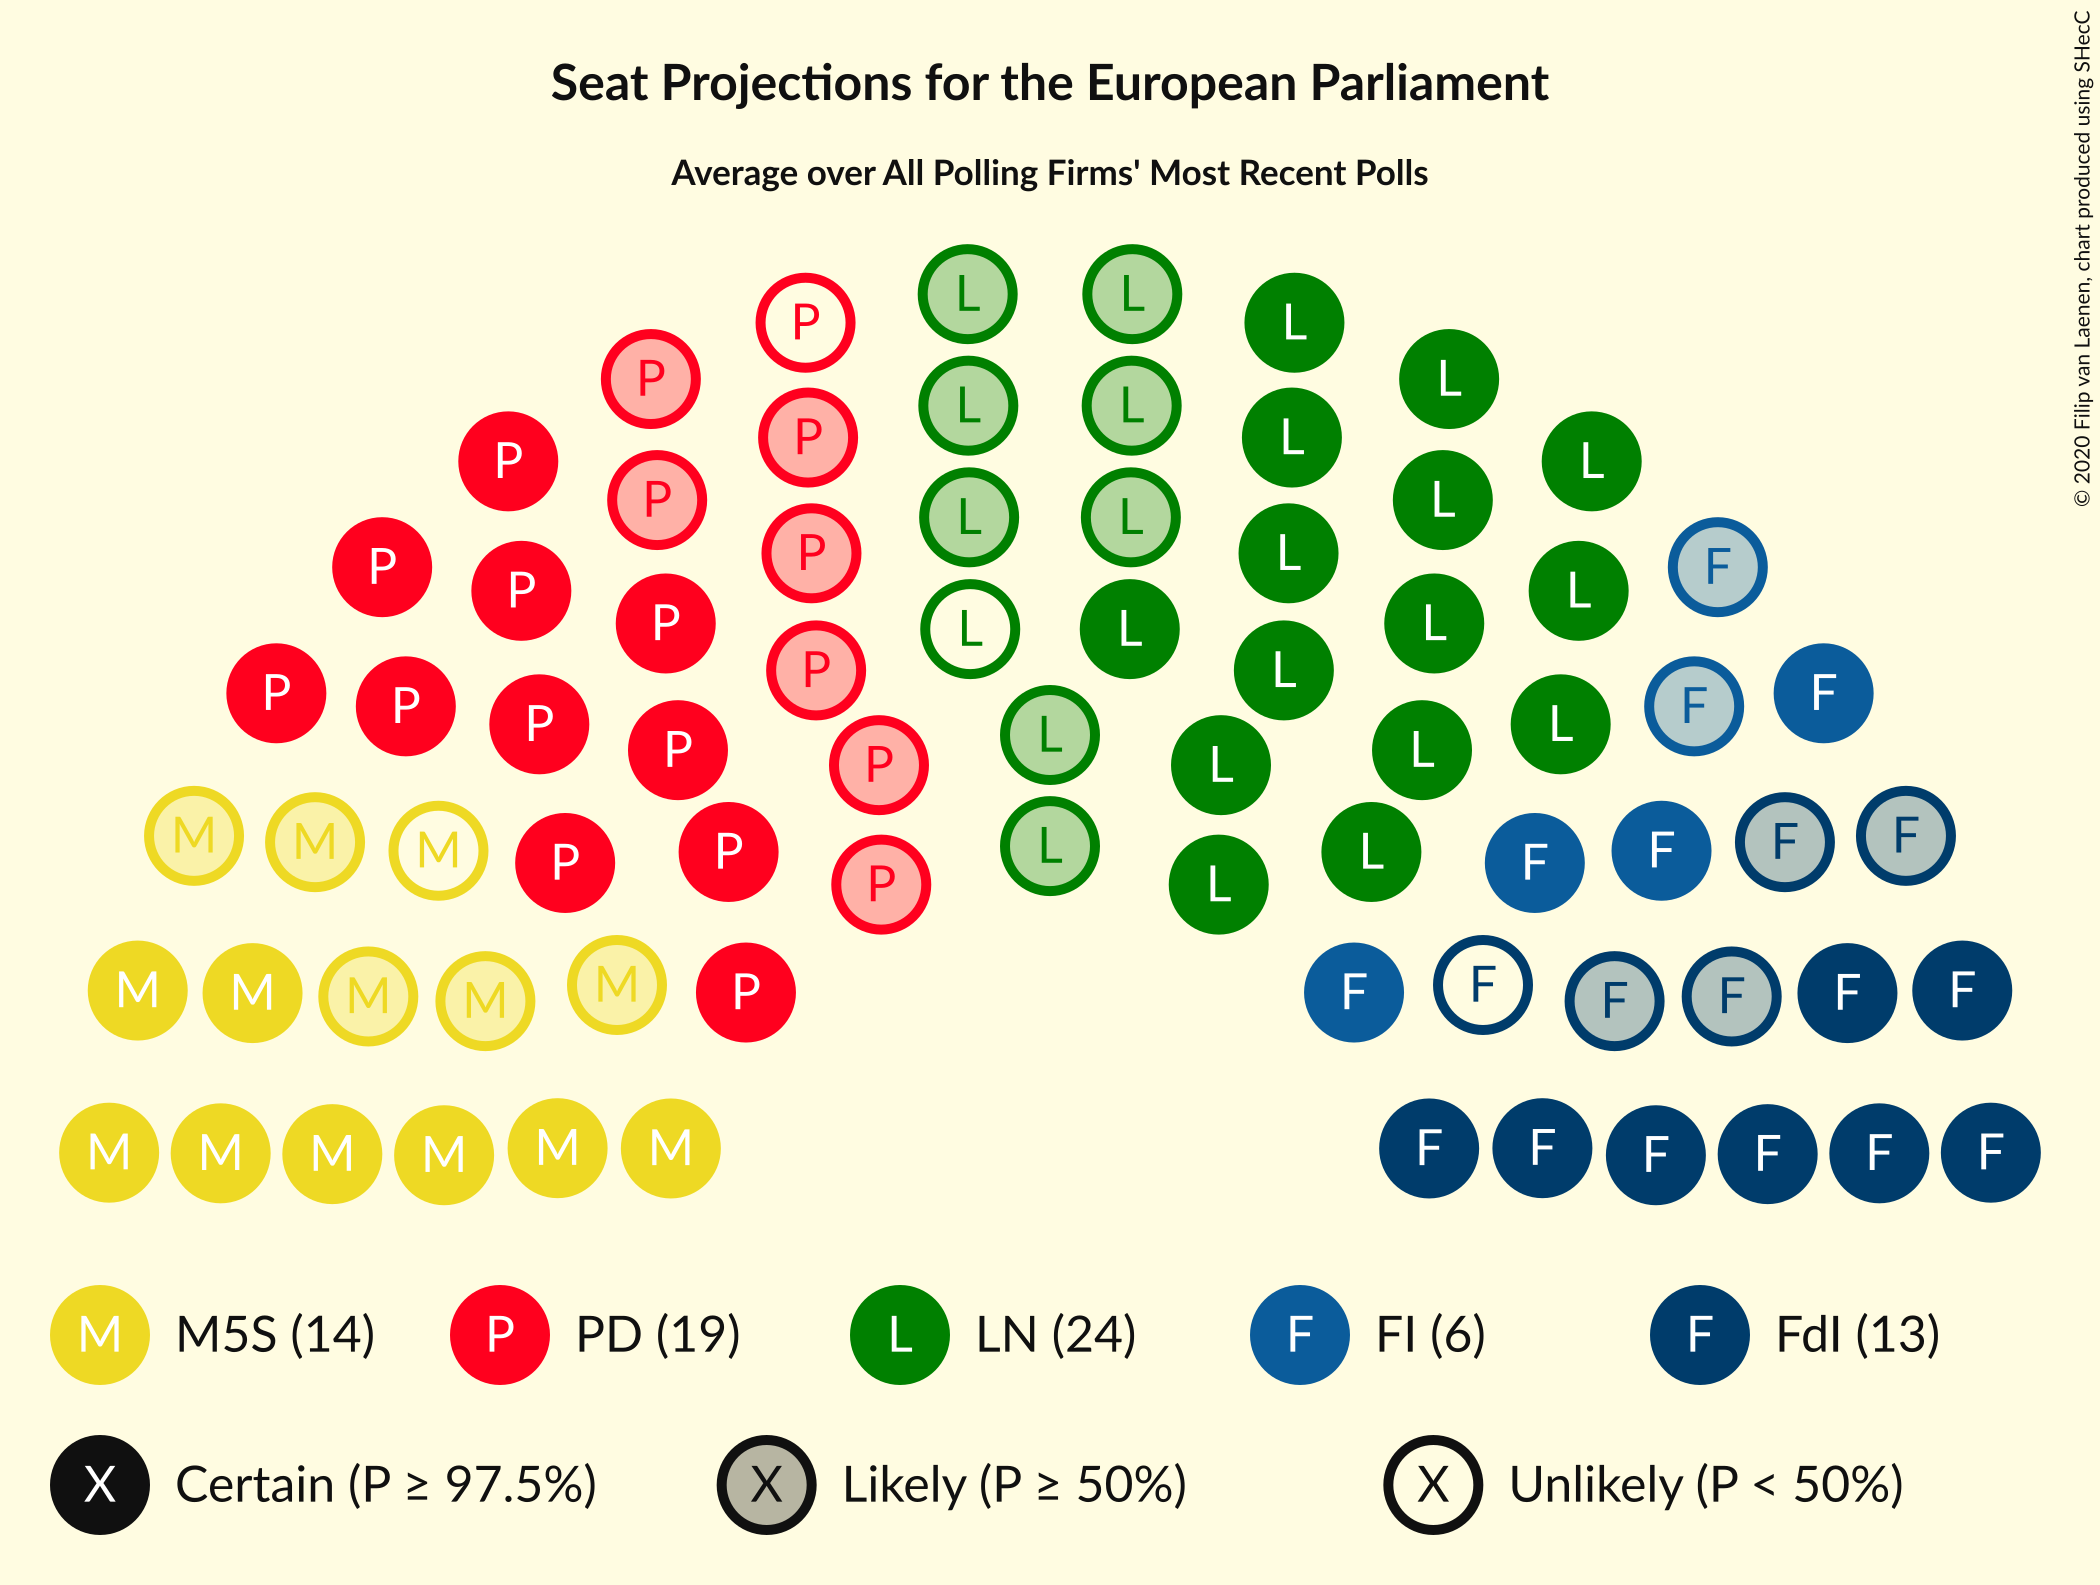 Seat Projections for the European Parliament
Average over All Polling Firms' Most Recent Polls
© 2020 Filip van Laenen, chart produced using SHecC
L L
P L L
P L
P L L
P L L
P P L
P L L
P L
P L L
P F
P P L
P L
L L
P L
P L
P F
P F
P L
L
P L
P L
M F
M F
L
M F
P L
P F
P L
M F
M F
P F
M F
M F
M F
M F
M F
M F
M F
M F
M F
M F
M5S (14)
PD (19)
LN (24)
FI (6)
FdI (13)
M P L F F
X Certain (P ≥ 97.5%) X Likely (P ≥ 50%) X Unlikely (P < 50%)